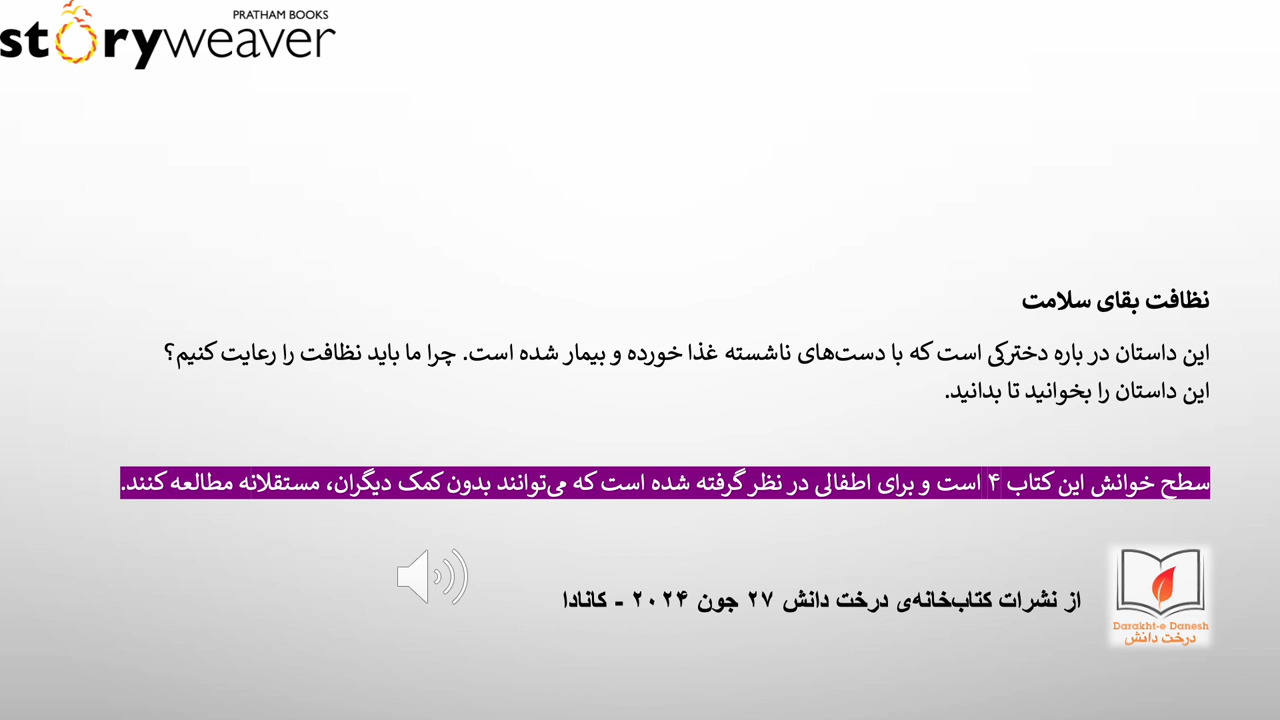 PRATHAM BOOKS
storyweaver
نظافت بقای سلامت
این داستان در باره دخترکی است که با دست‌های ناشسته غذا خورده و بیمار شده است. چرا ما باید نظافت را رعایت کنیم؟
این داستان را بخوانید تا بدانید.
سطح خوانش این کتاب ۴ است و برای اطفالی در نظر گرفته شده است که می‌توانند بدون کمک دیگران، مستقلانه مطالعه کنند.
از نشرات کتاب‌خانه‌ی درخت دانش ۲۷ جون ۲۰۲۴ - کانادا
Darakht-e Danesh
درخت دانش